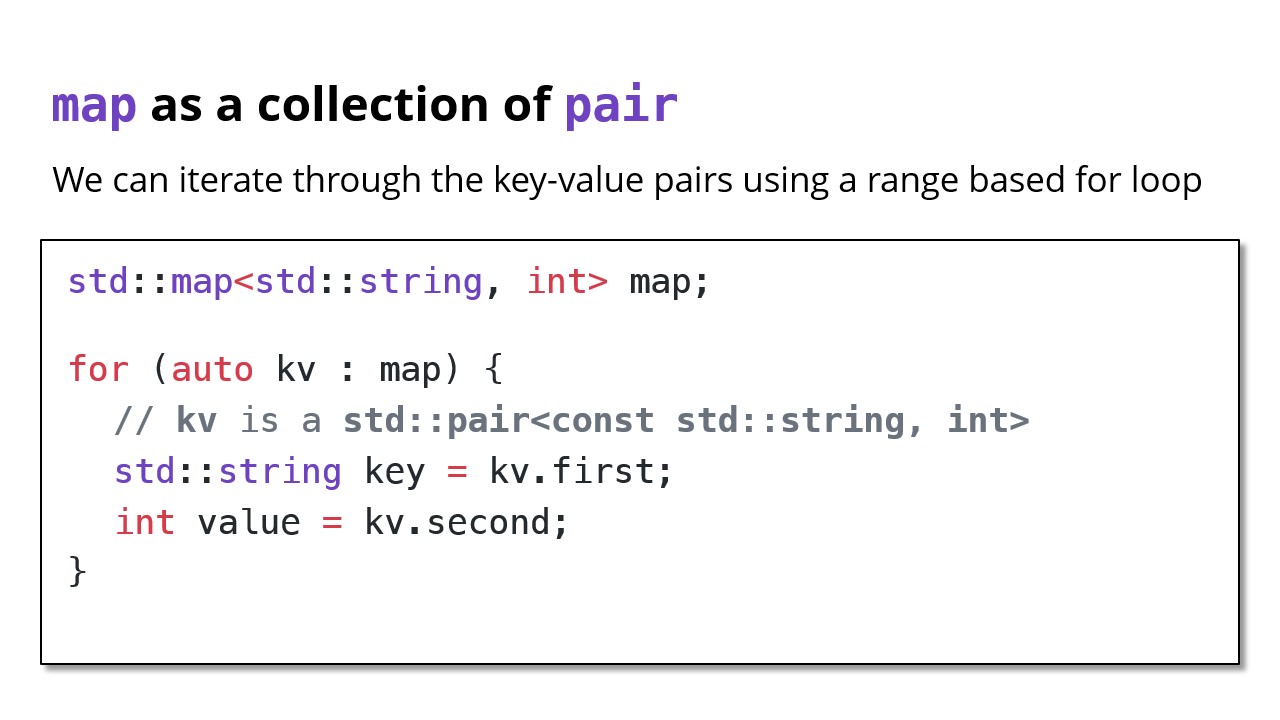 map as a collection of pair
We can iterate through the key-value pairs using a range based for loop
std::map<std::string, int> map;
for (auto kv : map) {
// kv is a std::pair<const std::string, int>
std::string key = kv.first;
int value = kv.second;
}